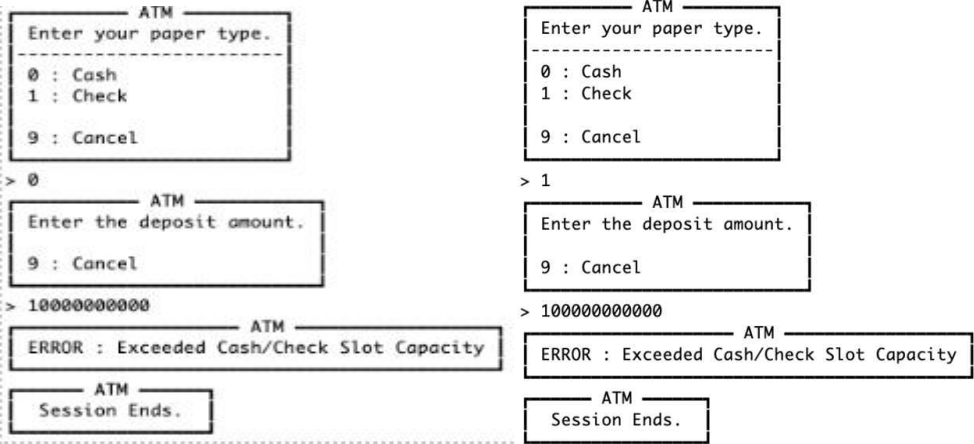 ATM
Enter your paper type.
0 : Cash
1 : Check
9 : Cancel
> 0
ATM
Enter the deposit amount.
9 : Cancel
> 10000000000
ATM
ERROR : Exceeded Cash/Check Slot Capacity
ATM
Session Ends.
ATM
Enter your paper type.
0 : Cash
1 : Check
9 : Cancel
> 1
ATM
Enter the deposit amount.
9 : Cancel
> 100000000000
ATM
ERROR : Exceeded Cash/Check Slot Capacity
ATM
Session Ends.